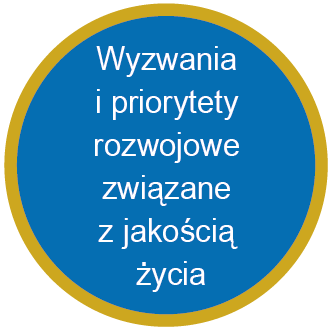 Wyzwania
i priorytety
rozwojowe
związane
z jakością
życia